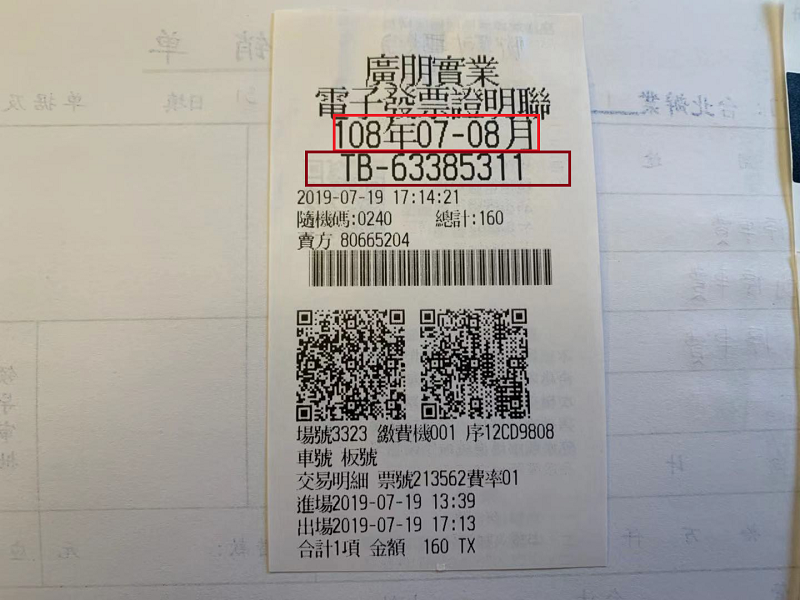 廣朋實業
電子發票證明聯
108年07-08月
TB-63385311
2019-07-19 17:14:21
隨機碼:0240 總計:160
賣方 80665204
場號3323 繳費機001 序12CD9808
車號 板號
交易明細 票號213562費率01
進場2019-07-19 13:39
出場2019-07-19 17:13
合計1項 金額 160 TX